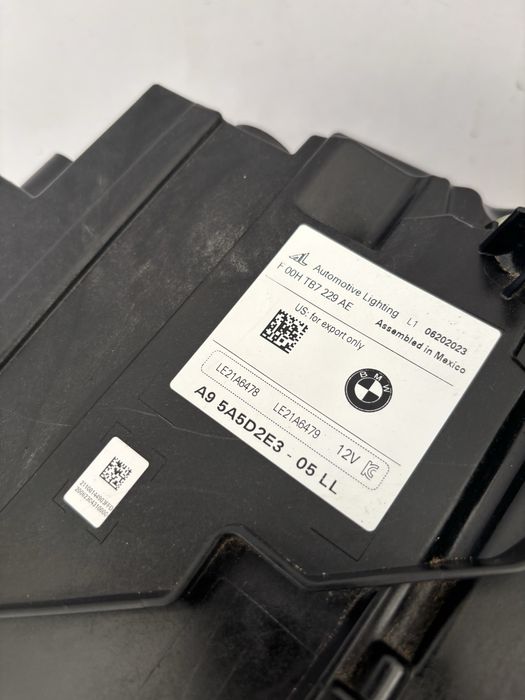 AL Automotive Lighting L1 06202023
F 00H TB7 229 AE Assembled in Mexico
US: for export only
BMW
LE21A6478 LE21A6479 12V
A9 5A5D2E3 - 05 LL